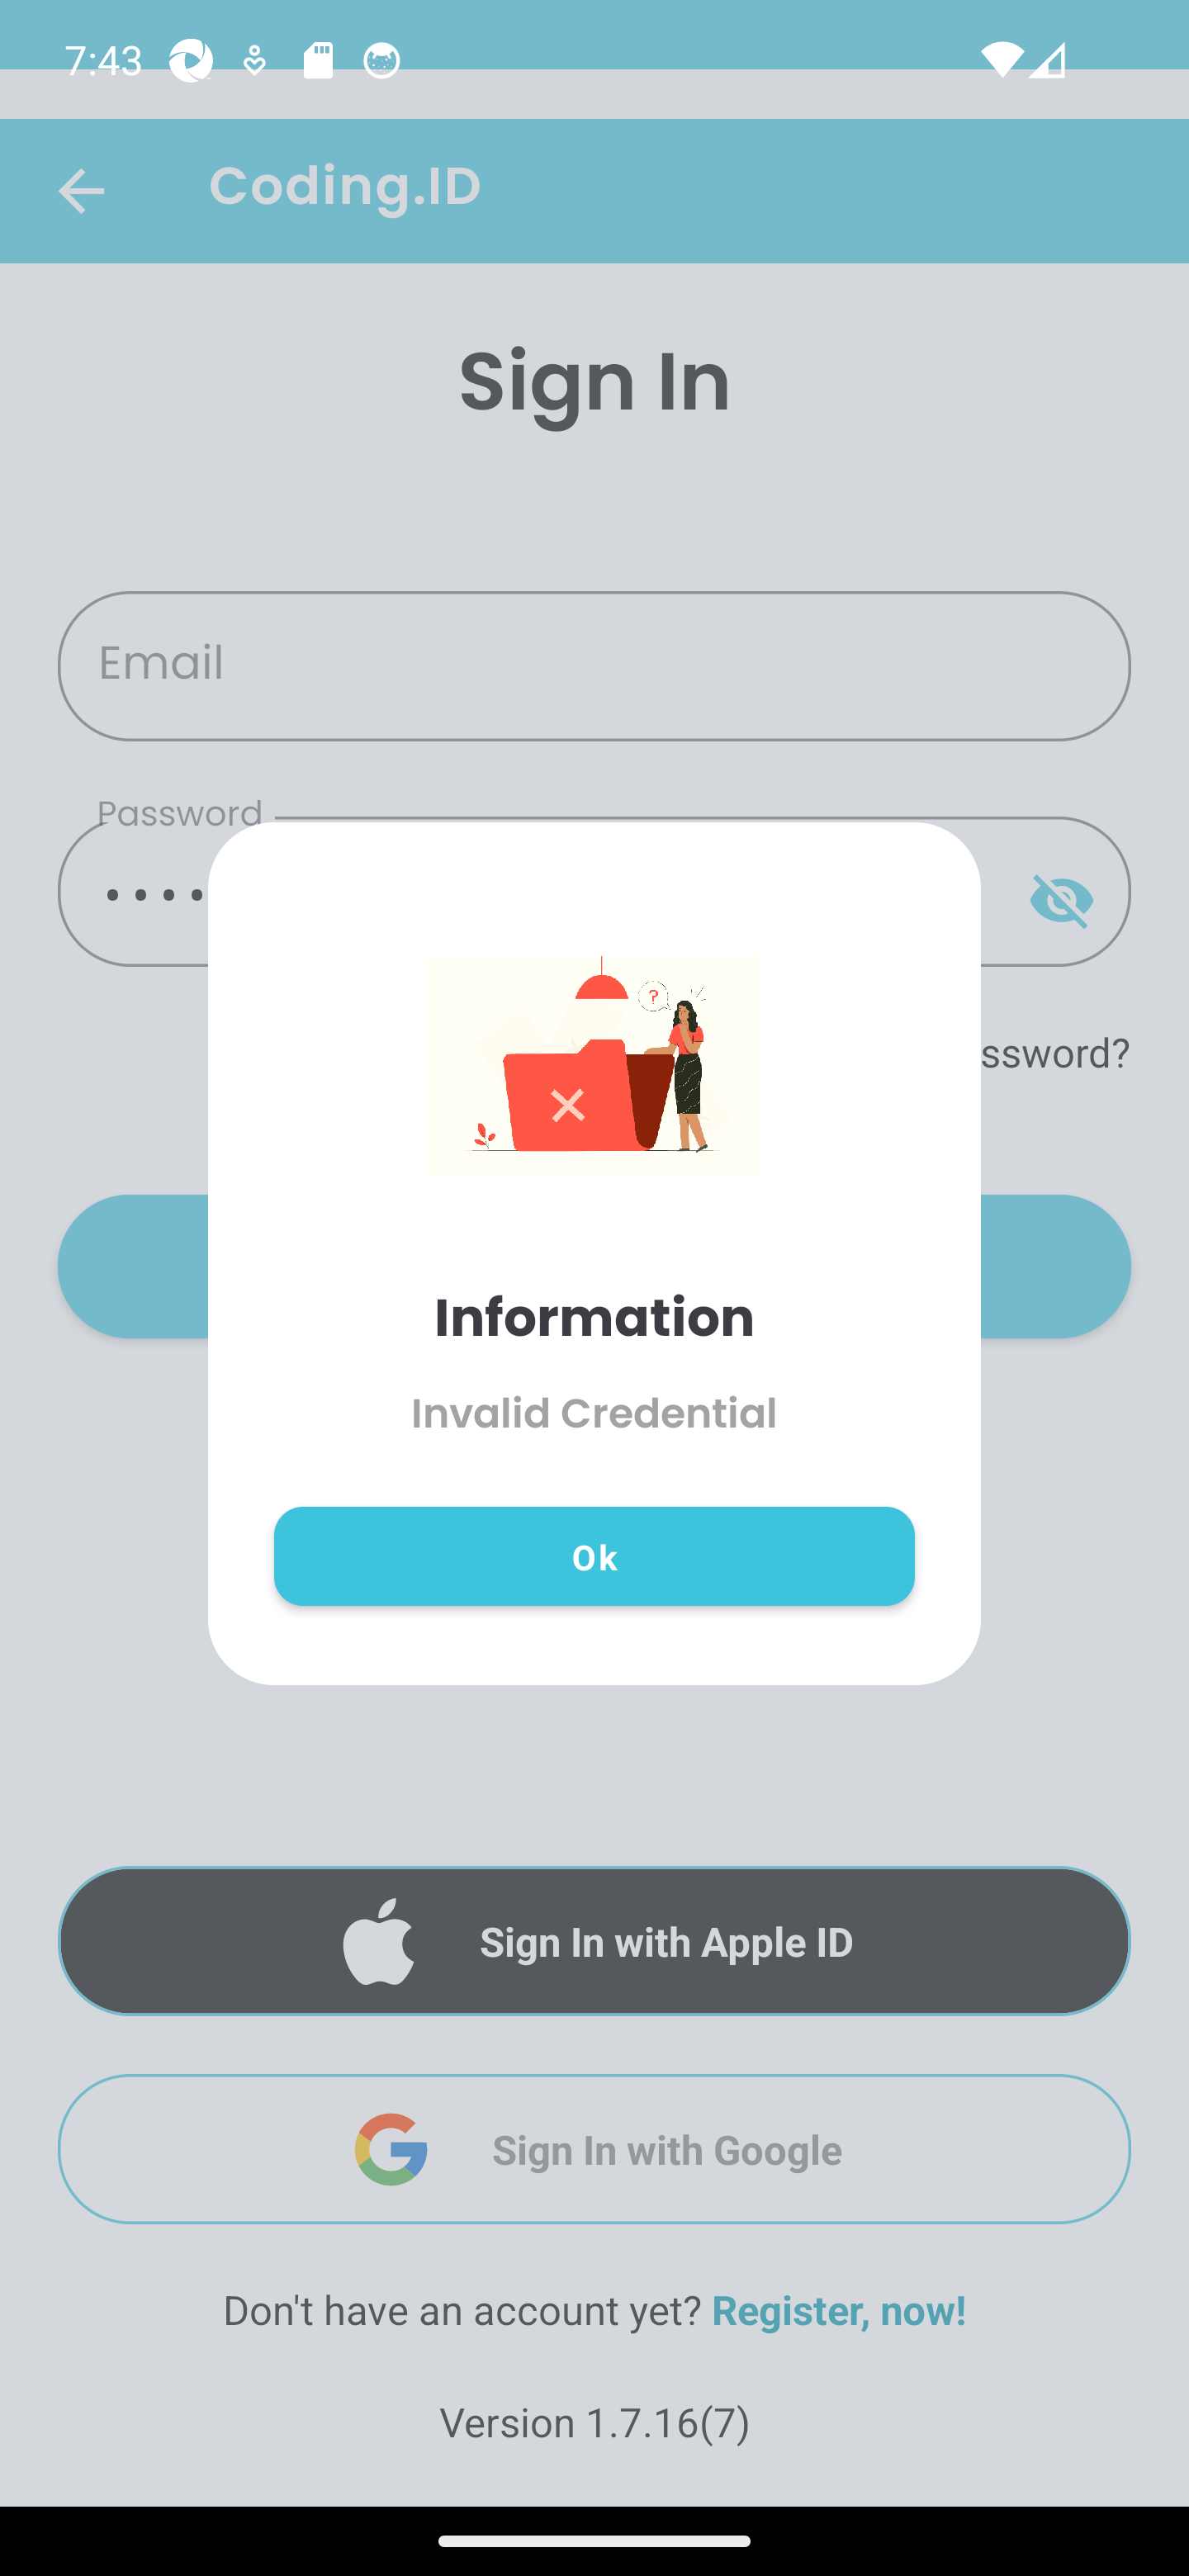 7:43
Coding.ID
Sign In
Email
Password
••••
?
ssword?
Information
Invalid Credential
Ok
Sign In with Apple ID
Sign In with Google
Don't have an account yet? Register, now!
Version 1.7.16(7)